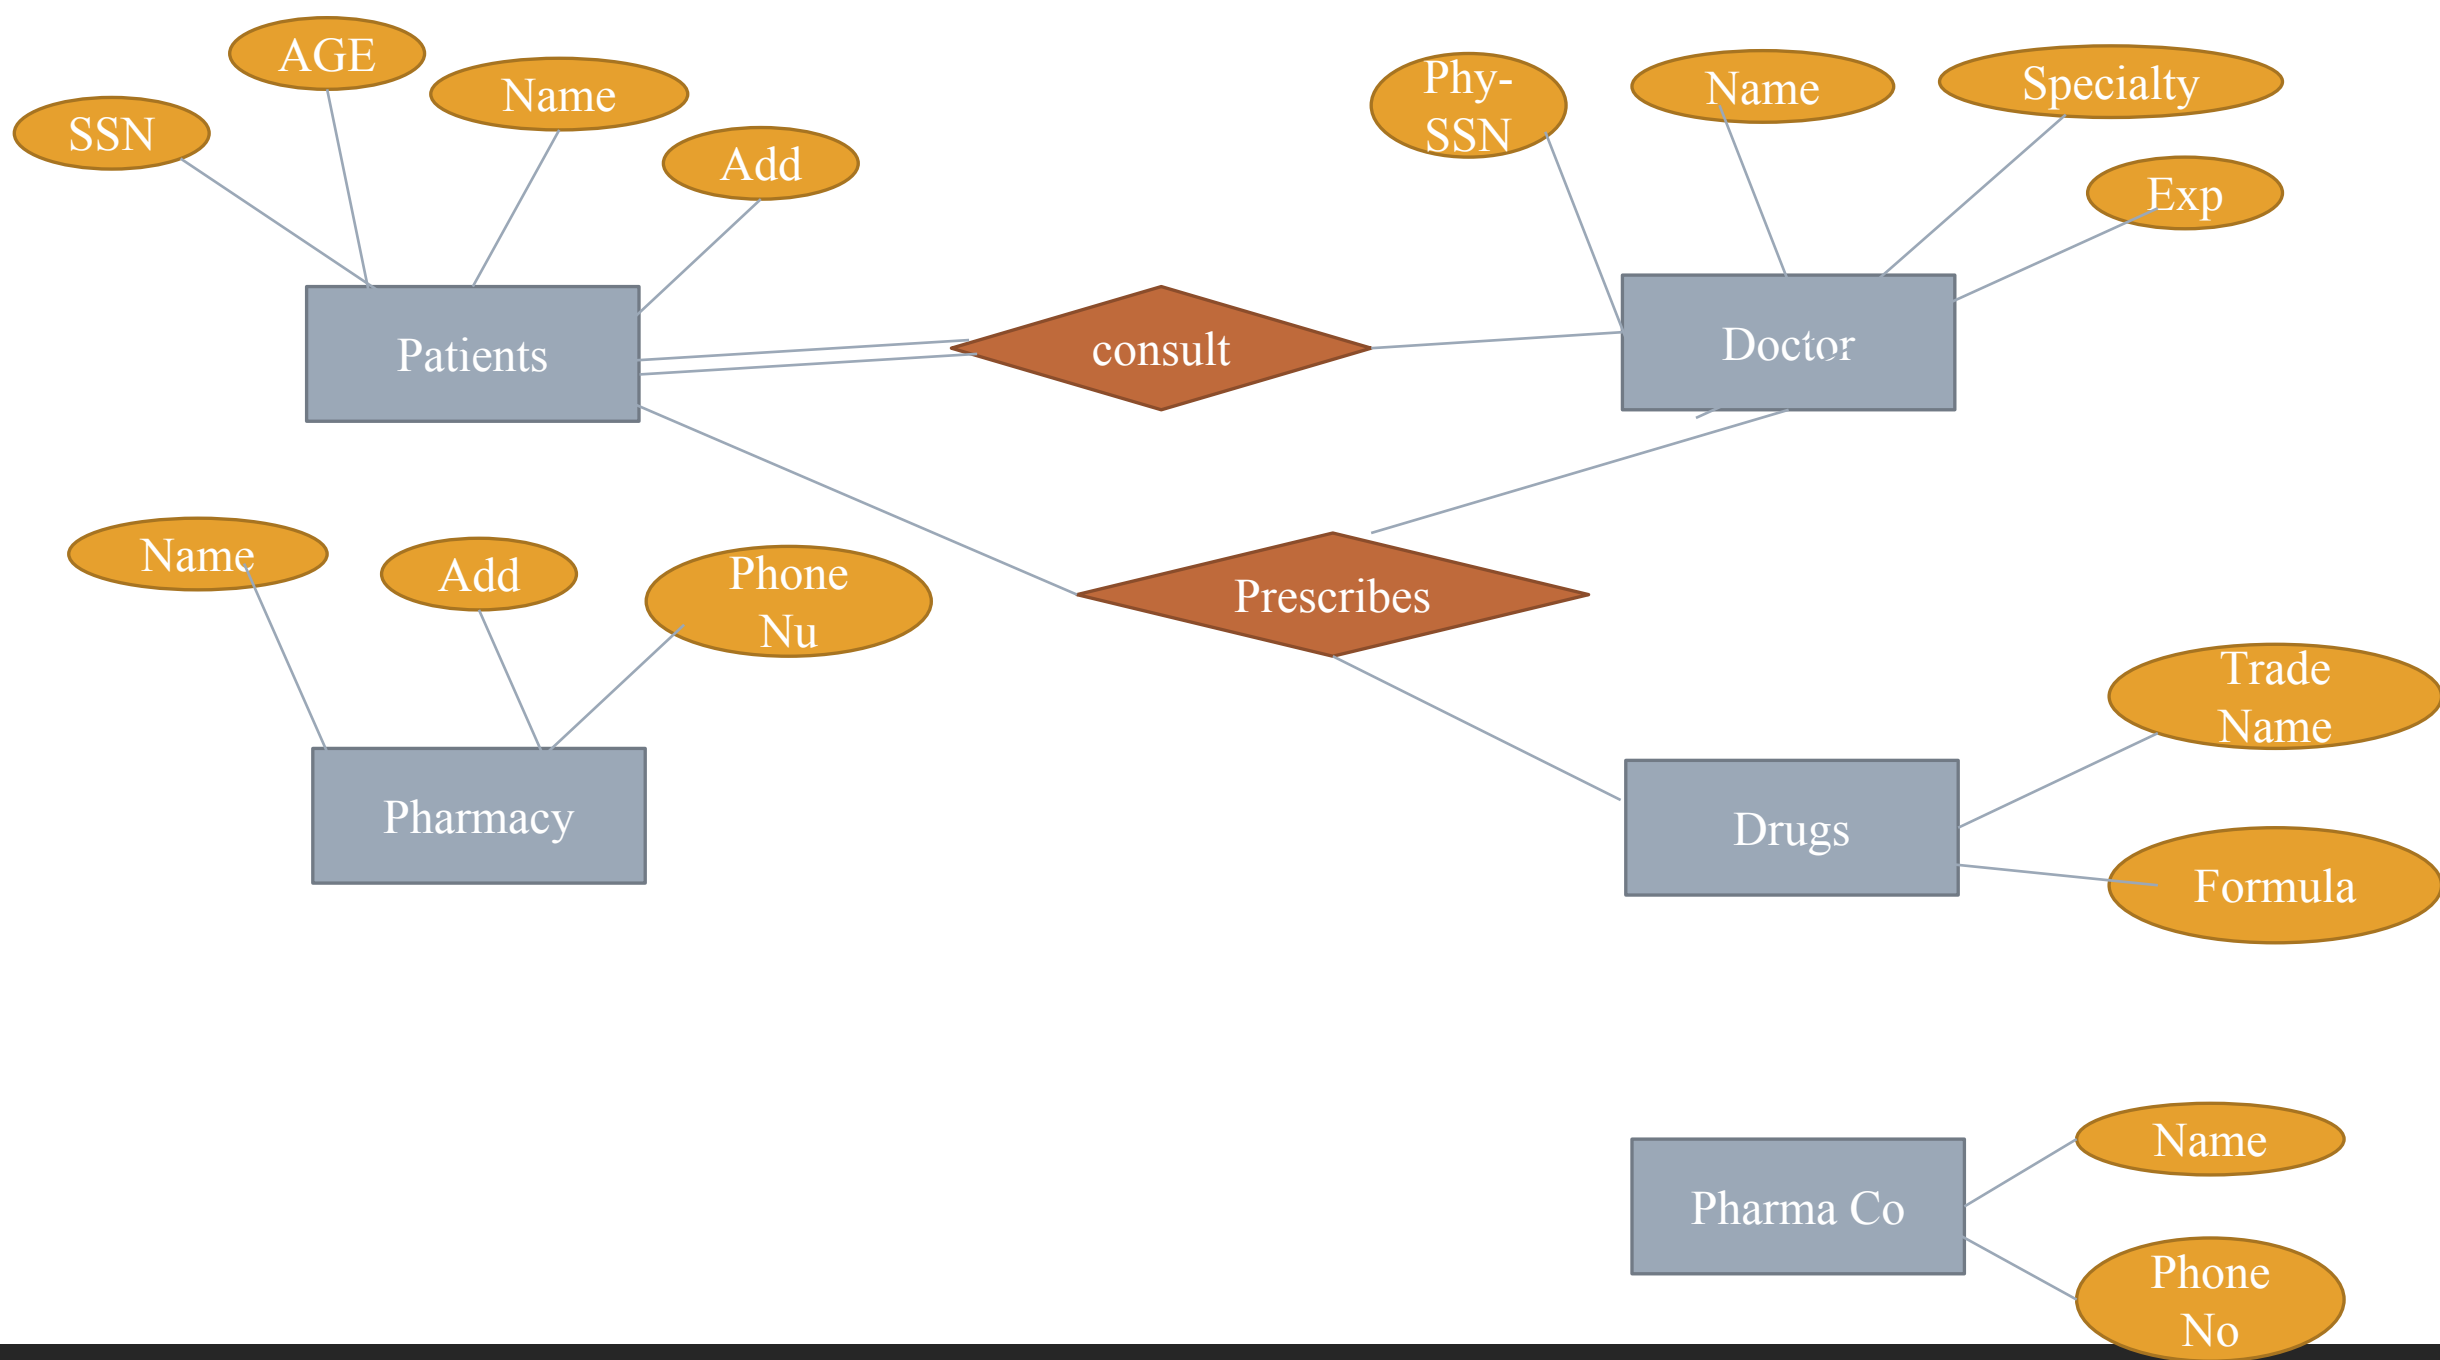 AGE
Name
SSN
Add
Phy-
SSN
Name
Specialty
Exp
Patients
consult
Doctor
Name
Add
Phone
Nu
Prescribes
Trade
Name
Pharmacy
Drugs
Formula
Name
Pharma Co
Phone
No